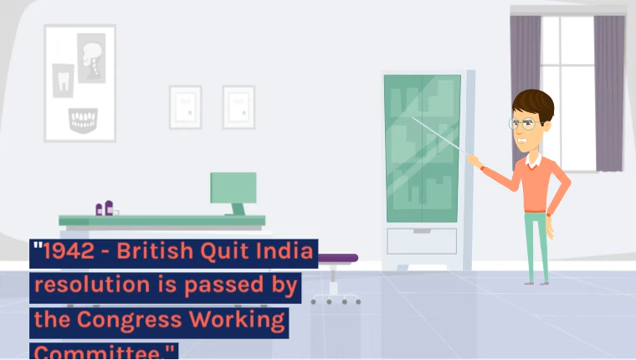 "1942 - British Quit India
resolution is passed by
the Congress Working
Committee."